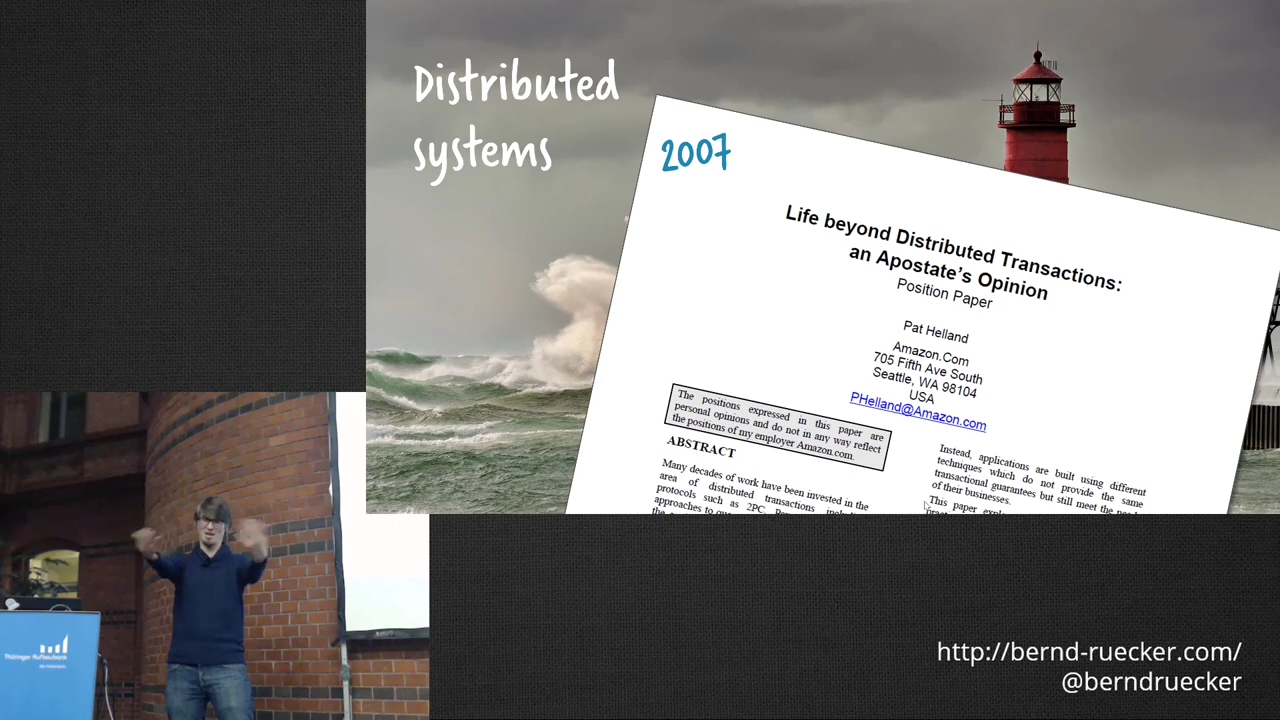 Distributed
systems
2007
Life beyond Distributed Transactions:
an Apostate's Opinion
Position Paper
Pat Helland
Amazon.Com
705 Fifth Ave South
Seattle, WA 98104
USA
PHelland@Amazon.com
The positions expressed in this paper are
personal opinions and do not in any way reflect
the positions of my employer Amazon.com.
ABSTRACT
Many decades of work have been invested in the
area of distributed transactions
protocols such as 2PC,
approaches to
Instead, applications are built using different
techniques which do not provide the same
transactional guarantees but still meet the
of their businesses.
This paper
Thüringer Aufbaubank
http://bernd-ruecker.com/
@berndruecker